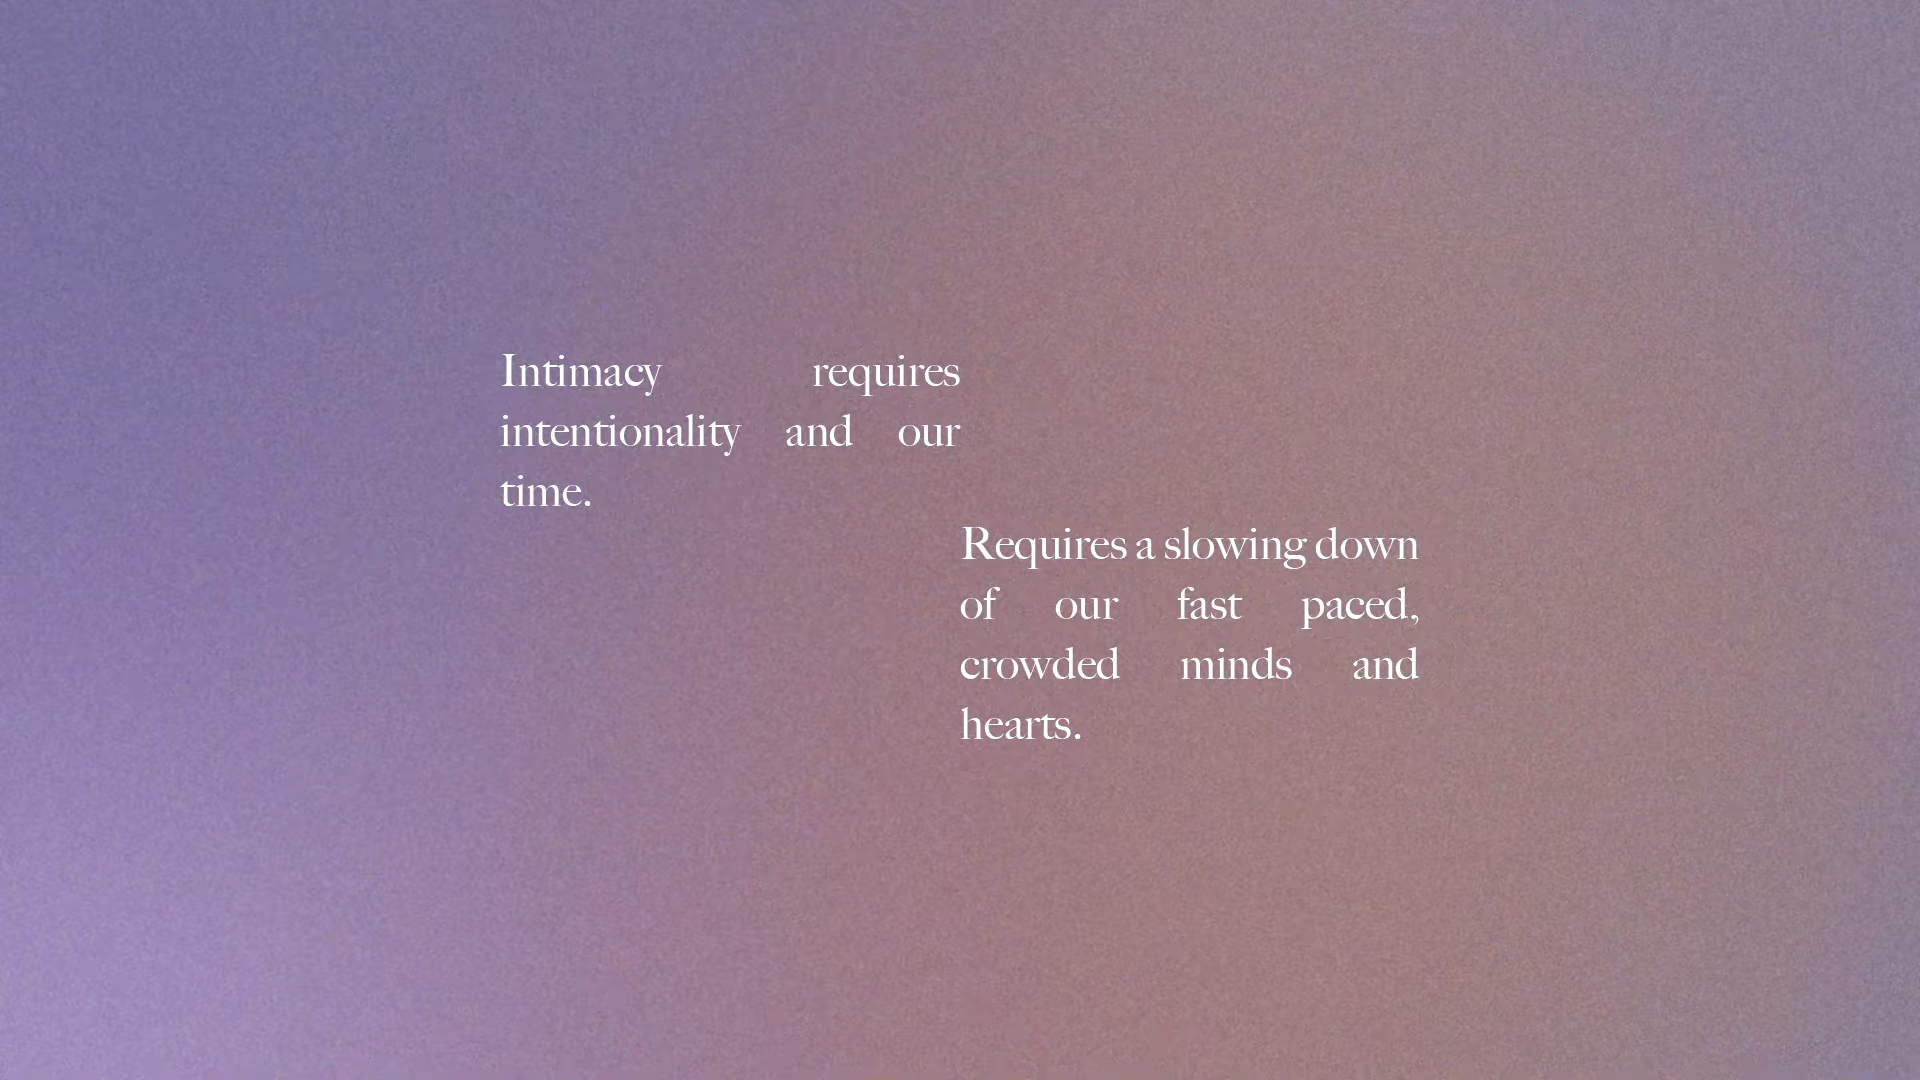 Intimacy requires
intentionality and our
time.
Requires a slowing down
of our fast paced,
crowded minds and
hearts.